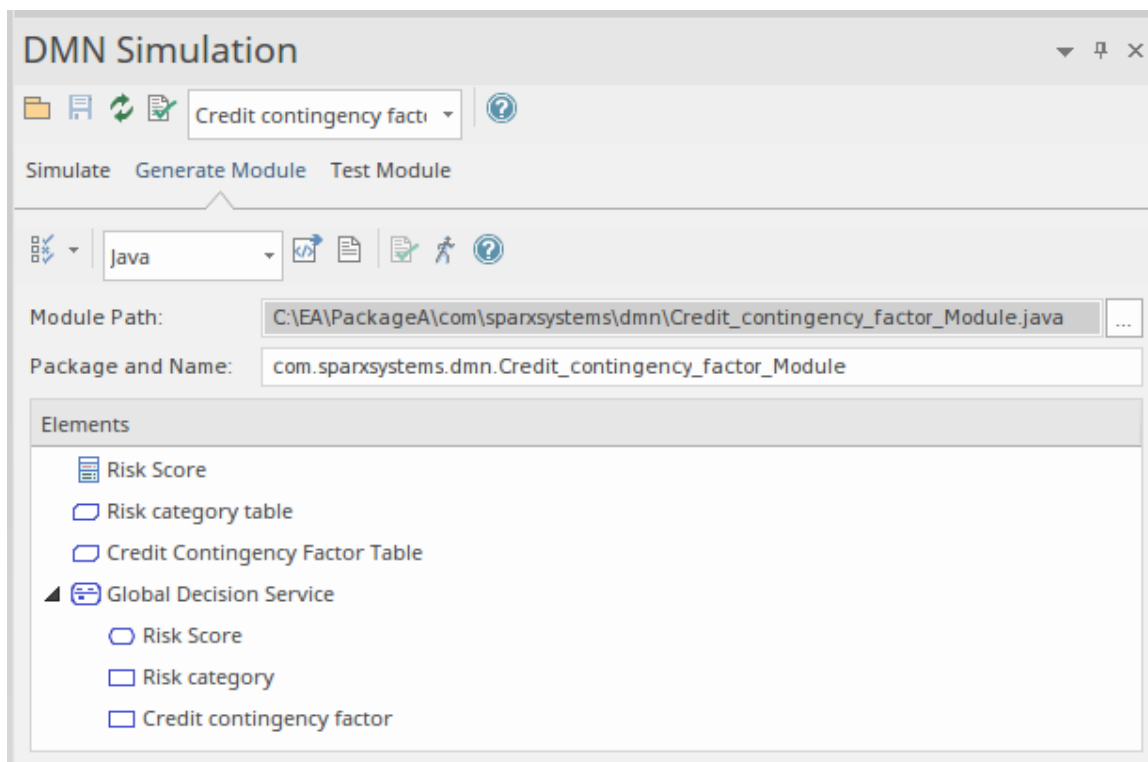 DMN Simulation
Credit contingency
Simulate Generate Module Test Module
Java
Module Path: C:\EA\PackageA\com\sparxsystems\dmn\Credit_contingency_factor_Module.java ...
Package and Name: com.sparxsystems.dmn.Credit_contingency_factor_Module
Elements
Risk Score
Risk category table
Credit Contingency Factor Table
Global Decision Service
Risk Score
Risk category
Credit contingency factor